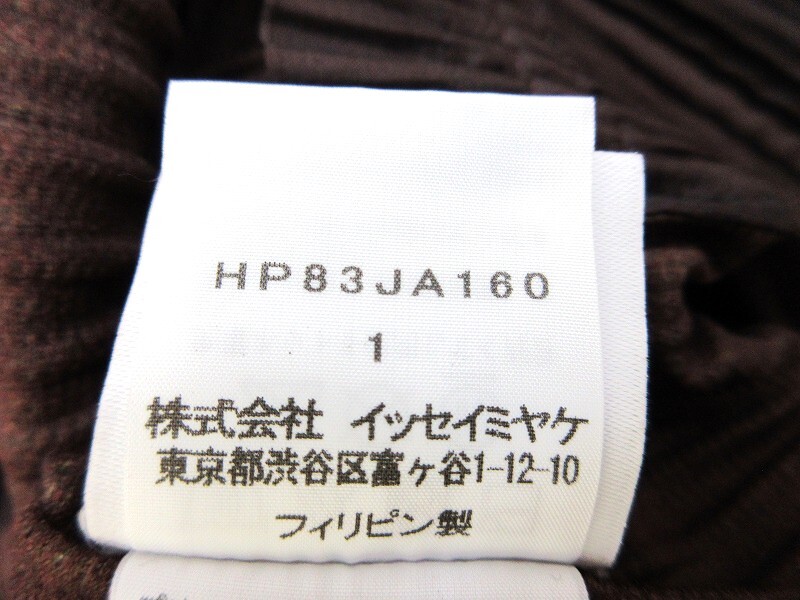 HP83JA160
1
株式会社 イッセイミヤケ
東京都渋谷区富ヶ谷1-12-10
フィリピン製